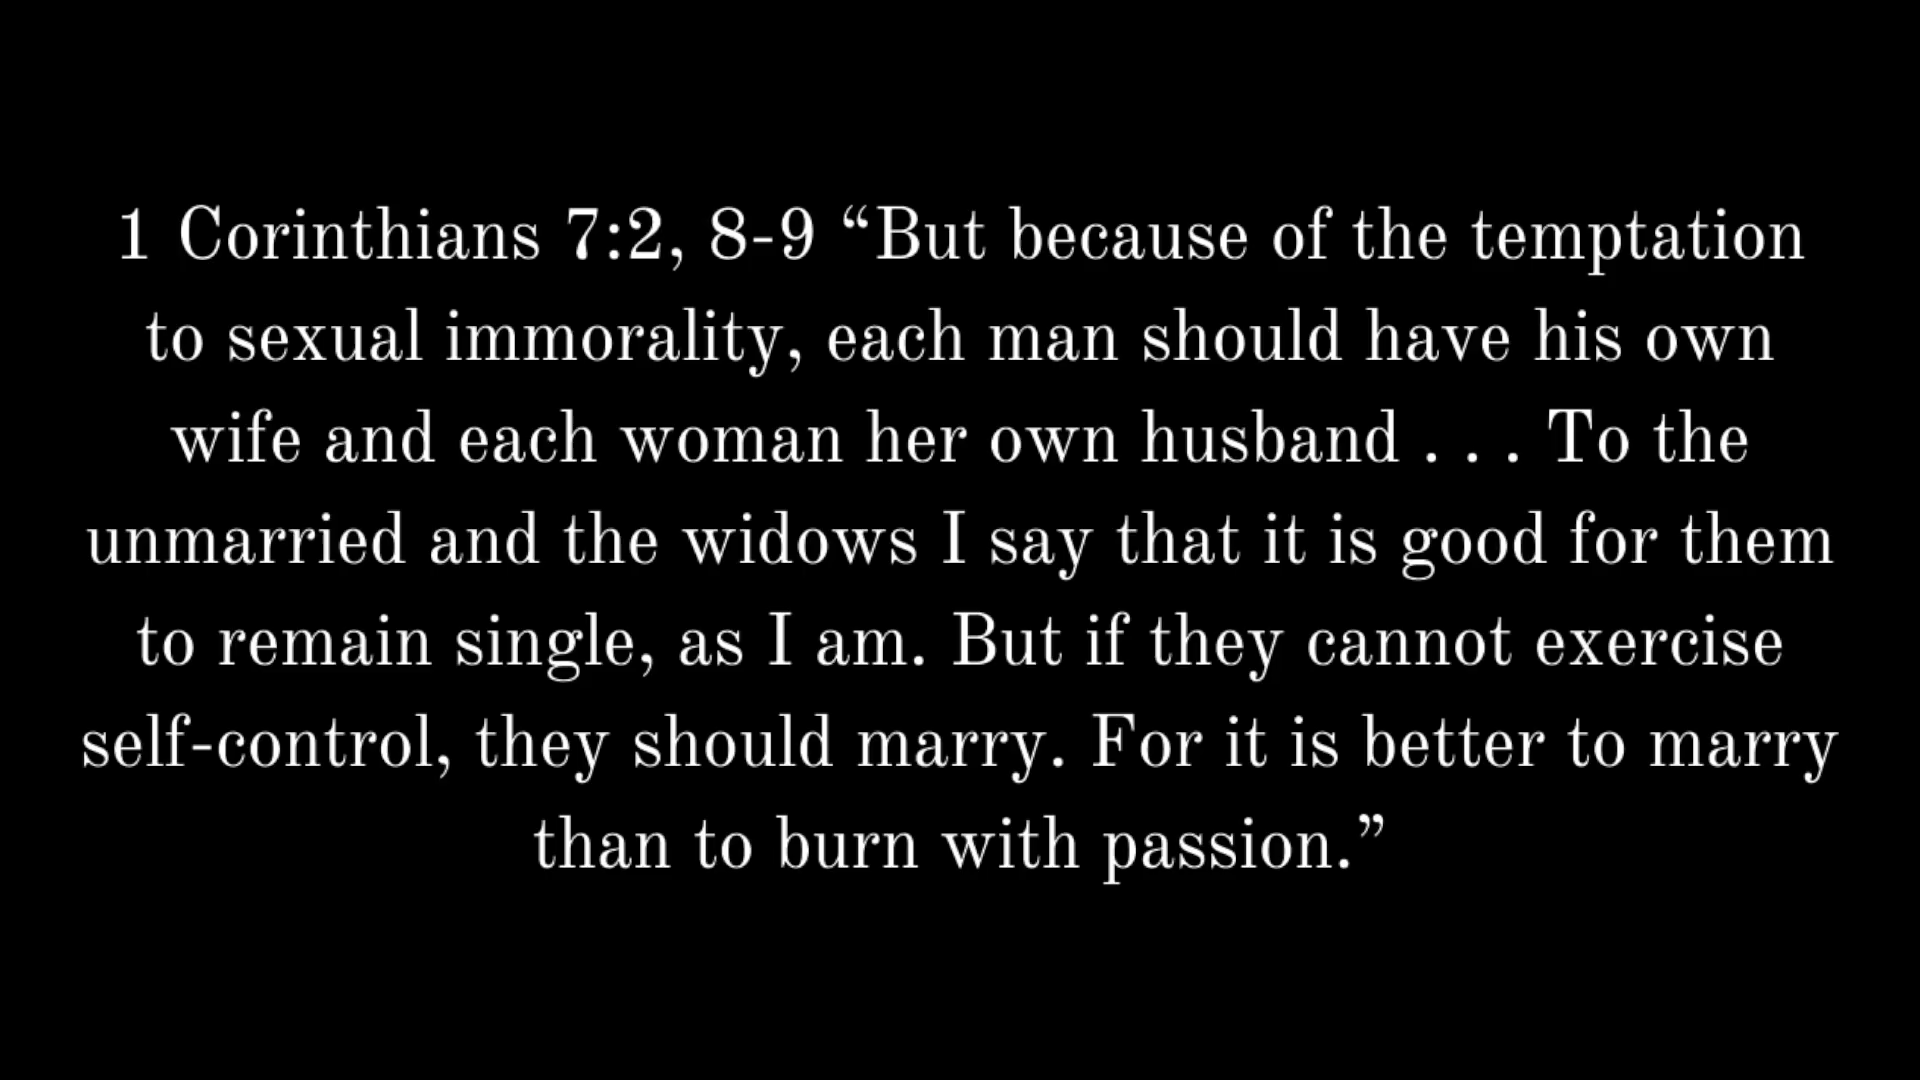 1 Corinthians 7:2, 8-9 “But because of the temptation
to sexual immorality, each man should have his own
wife and each woman her own husband . . . To the
unmarried and the widows I say that it is good for them
to remain single, as I am. But if they cannot exercise
self-control, they should marry. For it is better to marry
than to burn with passion.”